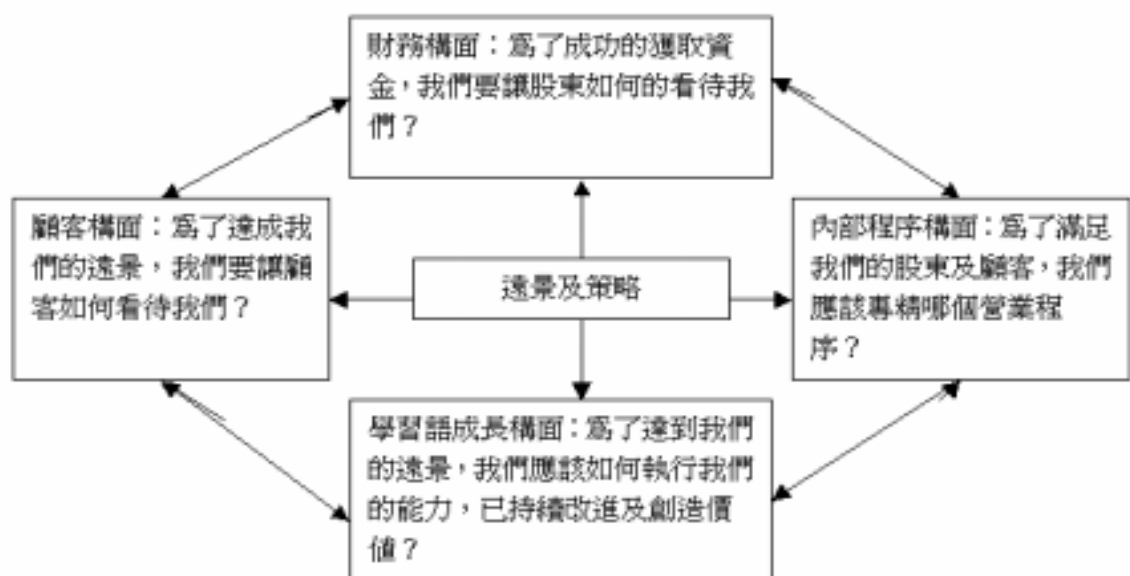 財務構面：為了成功的獲取資
金，我們要讓股東如何的看待我
們？
顧客構面：為了達成我
們的遠景，我們要讓顧
客如何看待我們？
遠景及策略
內部程序構面：為了滿足
我們的股東及顧客，我們
應該專精哪個營業程
序？
學習語成長構面：為了達到我們
的遠景，我們應該如何執行我們
的能力，已持續改進及創造價
值？